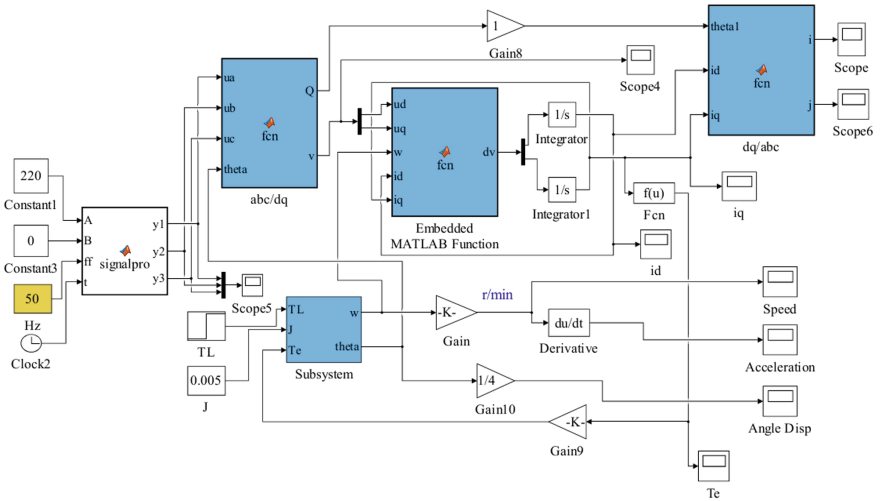 1
Gain8
theta1
id
iq
fcn
i
j
dq/abc
Scope
Scope6
Scope4
ua
ub
uc
theta
fcn
Q
v
abc/dq
ud
uq
w
id
iq
fcn
dv
Embedded
MATLAB Function
1/s
Integrator
1/s
Integrator1
f(u)
Fcn
iq
id
220
Constant1
0
Constant3
50
Hz
Clock2
A
B
ff
t
signalpro
y1
y2
y3
Scope5
TL
0.005
J
TL
J
Te
w
theta
Subsystem
-K-
Gain
r/min
du/dt
Derivative
Speed
Acceleration
1/4
Gain10
Angle Disp
-K-
Gain9
Te